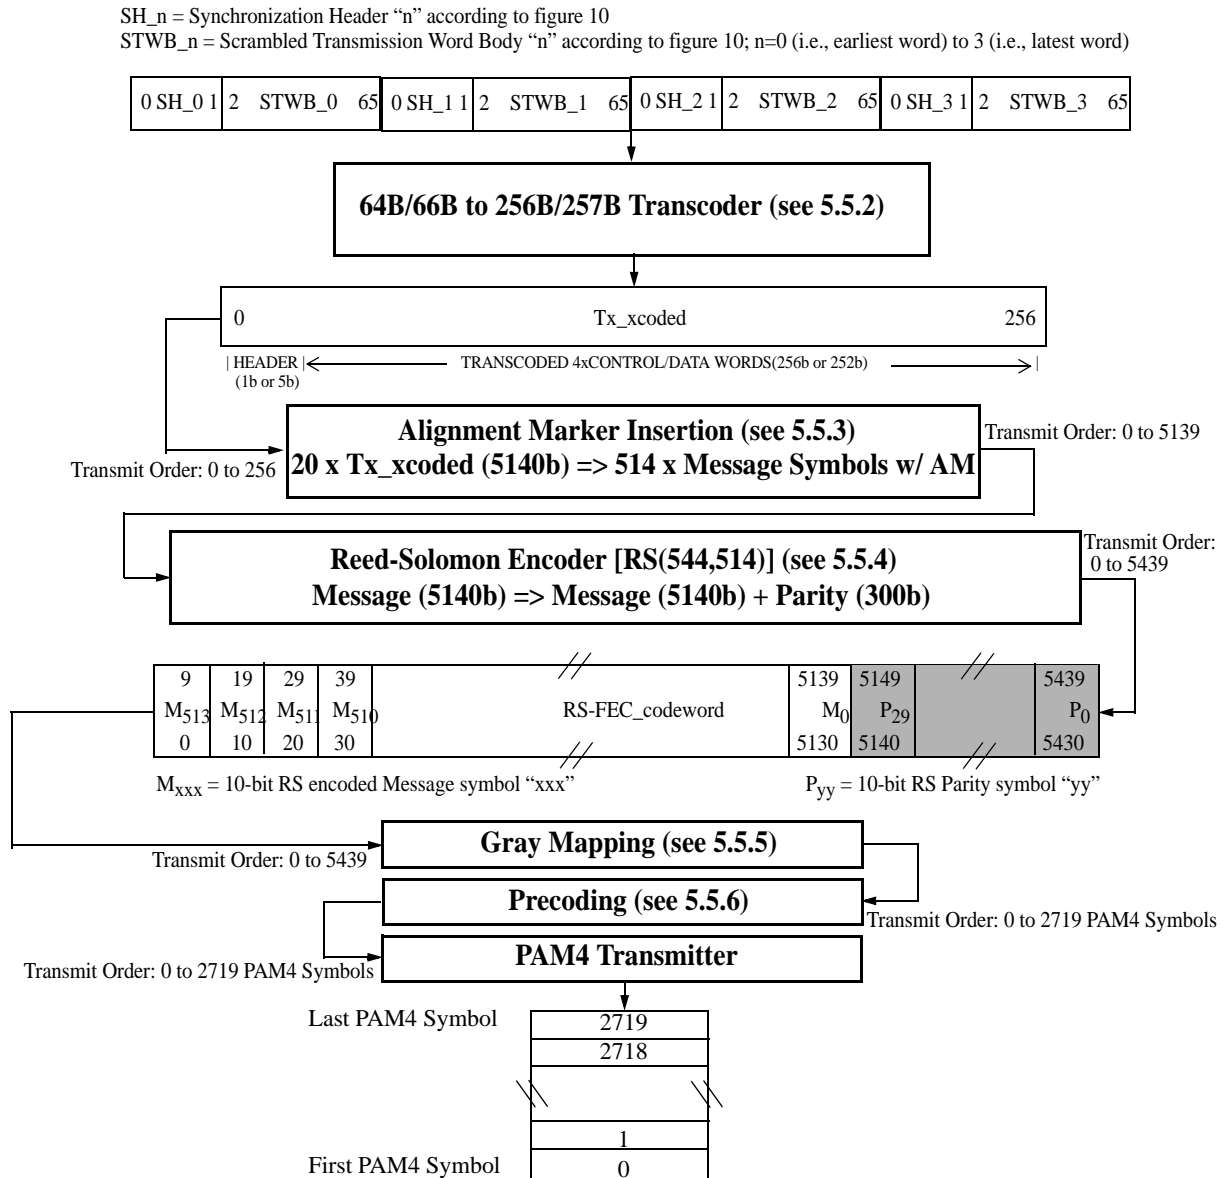 SH_n = Synchronization Header “n” according to figure 10
STWB_n = Scrambled Transmission Word Body “n” according to figure 10; n=0 (i.e., earliest word) to 3 (i.e., latest word)
0 SH_0 1 2 STWB_0 65 0 SH_1 1 2 STWB_1 65 0 SH_2 1 2 STWB_2 65 0 SH_3 1 2 STWB_3 65
64B/66B to 256B/257B Transcoder (see 5.5.2)
0 Tx_xcoded 256
| HEADER | TRANSCODED 4xCONTROL/DATA WORDS(256b or 252b) |
(1b or 5b)
Alignment Marker Insertion (see 5.5.3)
20 x Tx_xcoded (5140b) => 514 x Message Symbols w/ AM
Transmit Order: 0 to 5139
Transmit Order: 0 to 256
Reed-Solomon Encoder [RS(544,514)] (see 5.5.4)
Message (5140b) => Message (5140b) + Parity (300b)
Transmit Order:
0 to 5439
9 19 29 39 5139 5149 5439
M513 M512 M511 M510 RS-FEC_codeword M0 P29 P0
0 10 20 30 5130 5140 5430
Mxxx = 10-bit RS encoded Message symbol “xxx”
Pyy = 10-bit RS Parity symbol “yy”
Gray Mapping (see 5.5.5)
Transmit Order: 0 to 5439
Precoding (see 5.5.6)
Transmit Order: 0 to 2719 PAM4 Symbols
PAM4 Transmitter
Transmit Order: 0 to 2719 PAM4 Symbols
Last PAM4 Symbol 2719
2718
1
First PAM4 Symbol 0